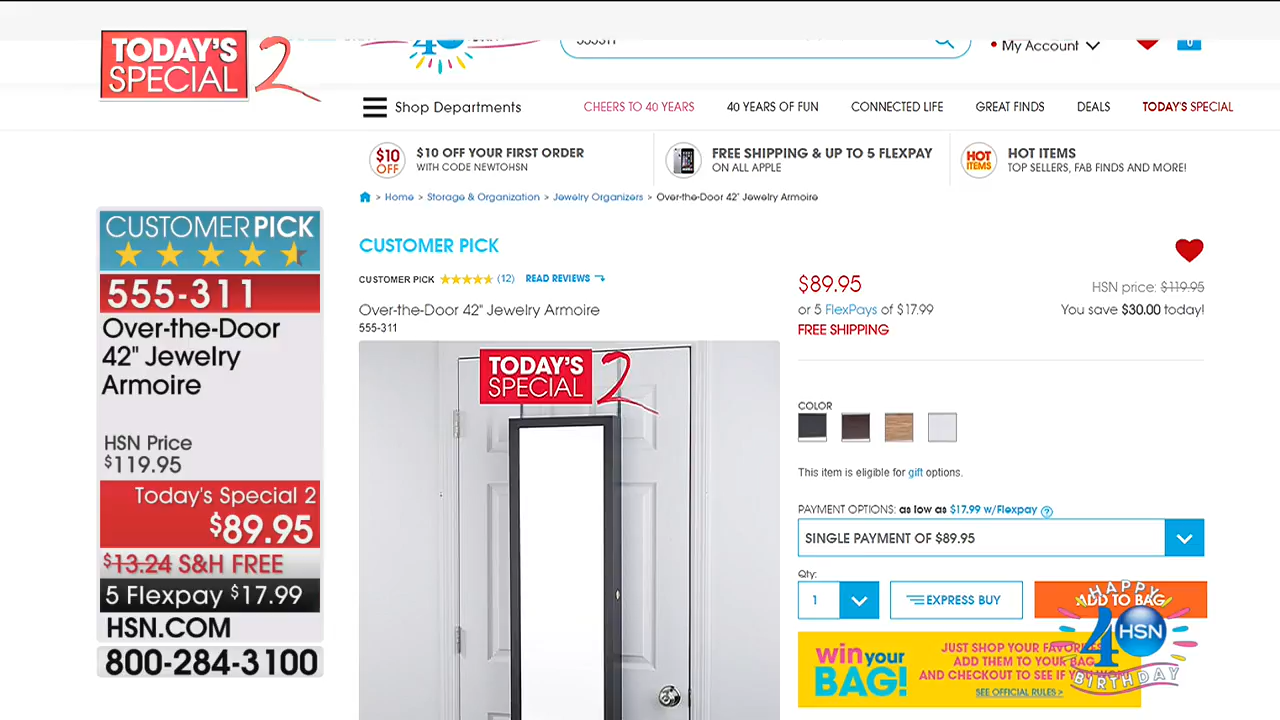 TODAY'S
SPECIAL 2
40
My Account
Shop Departments
CHEERS TO 40 YEARS
40 YEARS OF FUN
CONNECTED LIFE
GREAT FINDS
DEALS
TODAY'S SPECIAL
$10
OFF
$10 OFF YOUR FIRST ORDER
WITH CODE NEWTOHSN
FREE SHIPPING & UP TO 5 FLEXPAY
ON ALL APPLE
HOT
ITEMS
HOT ITEMS
TOP SELLERS, FAB FINDS AND MORE!
> Home > Storage & Organization > Jewelry Organizers > Over-the-Door 42" Jewelry Armoire
CUSTOMER PICK
555-311
Over-the-Door
42" Jewelry
Armoire
HSN Price
$119.95
Today's Special 2
$89.95
$13.24 S&H FREE
5 Flexpay $17.99
HSN.COM
800-284-3100
CUSTOMER PICK
CUSTOMER PICK (12) READ REVIEWS
Over-the-Door 42" Jewelry Armoire
555-311
TODAY'S
SPECIAL 2
$89.95
HSN price: $119.95
or 5 FlexPays of $17.99
You save $30.00 today!
FREE SHIPPING
COLOR
This item is eligible for gift options.
PAYMENT OPTIONS: as low as $17.99 w/Flexpay ?
SINGLE PAYMENT OF $89.95
Qty:
1
EXPRESS BUY
ADD TO BAG
win your
BAG!
JUST SHOP YOUR FAVORITES
ADD THEM TO YOUR BAG
AND CHECKOUT TO SEE IF YOU
SEE OFFICIAL RULES >
HAPPY
40 HSN
BIRTHDAY